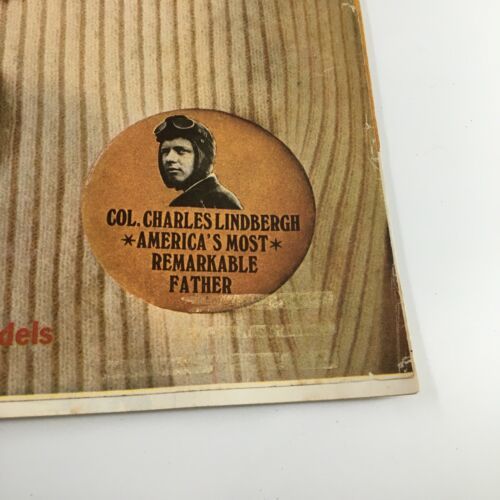 COL. CHARLES LINDBERGH
*AMERICA'S MOST*
REMARKABLE
FATHER
dels